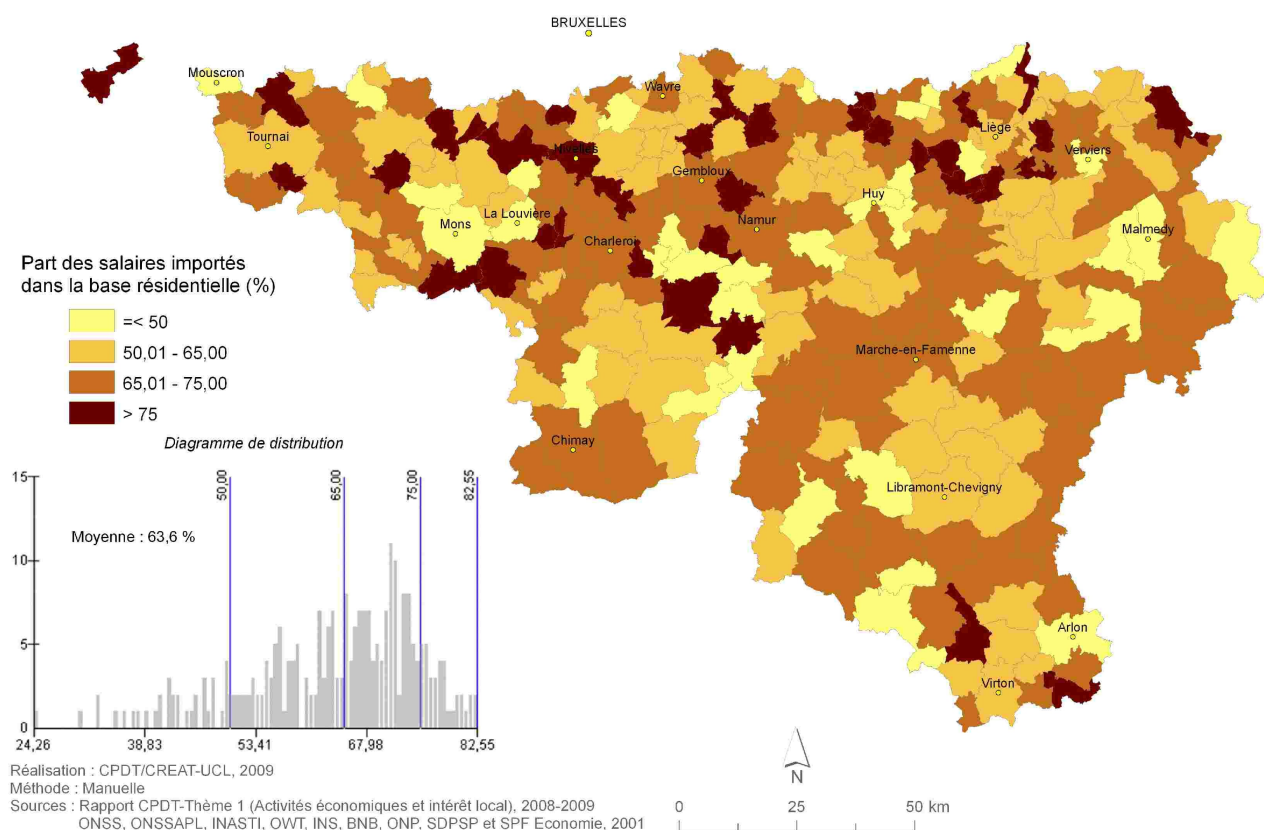 BRUXELLES
Mouscron
Wavre
Tournai
Liège
Nivelles
Verviers
Gembloux
Huy
La Louvière
Mons
Namur
Malmedy
Charleroi
Part des salaires importés
dans la base résidentielle (%)
=< 50
50,01 - 65,00
65,01 - 75,00
> 75
Marche-en-Famenne
Diagramme de distribution
Chimay
Libramont-Chevigny
Arlon
Virton
15
10
5
0
50,00
65,00
75,00
82,55
Moyenne : 63,6 %
24,26 38,83 53,41 67,98 82,55
Réalisation : CPDT/CREAT-UCL, 2009
Méthode : Manuelle
Sources : Rapport CPDT-Thème 1 (Activités économiques et intérêt local), 2008-2009
ONSS, ONSSAPL, INASTI, OWT, INS, BNB, ONP, SDPSP et SPF Economie, 2001
N
0 25 50 km